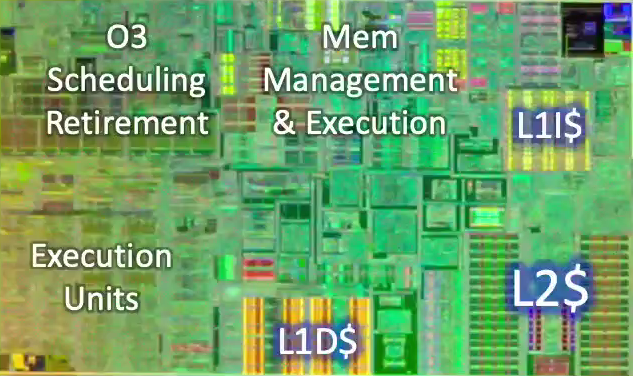 O3
Scheduling
Retirement
Mem
Management
& Execution
L1I$
Execution
Units
L2$
L1D$